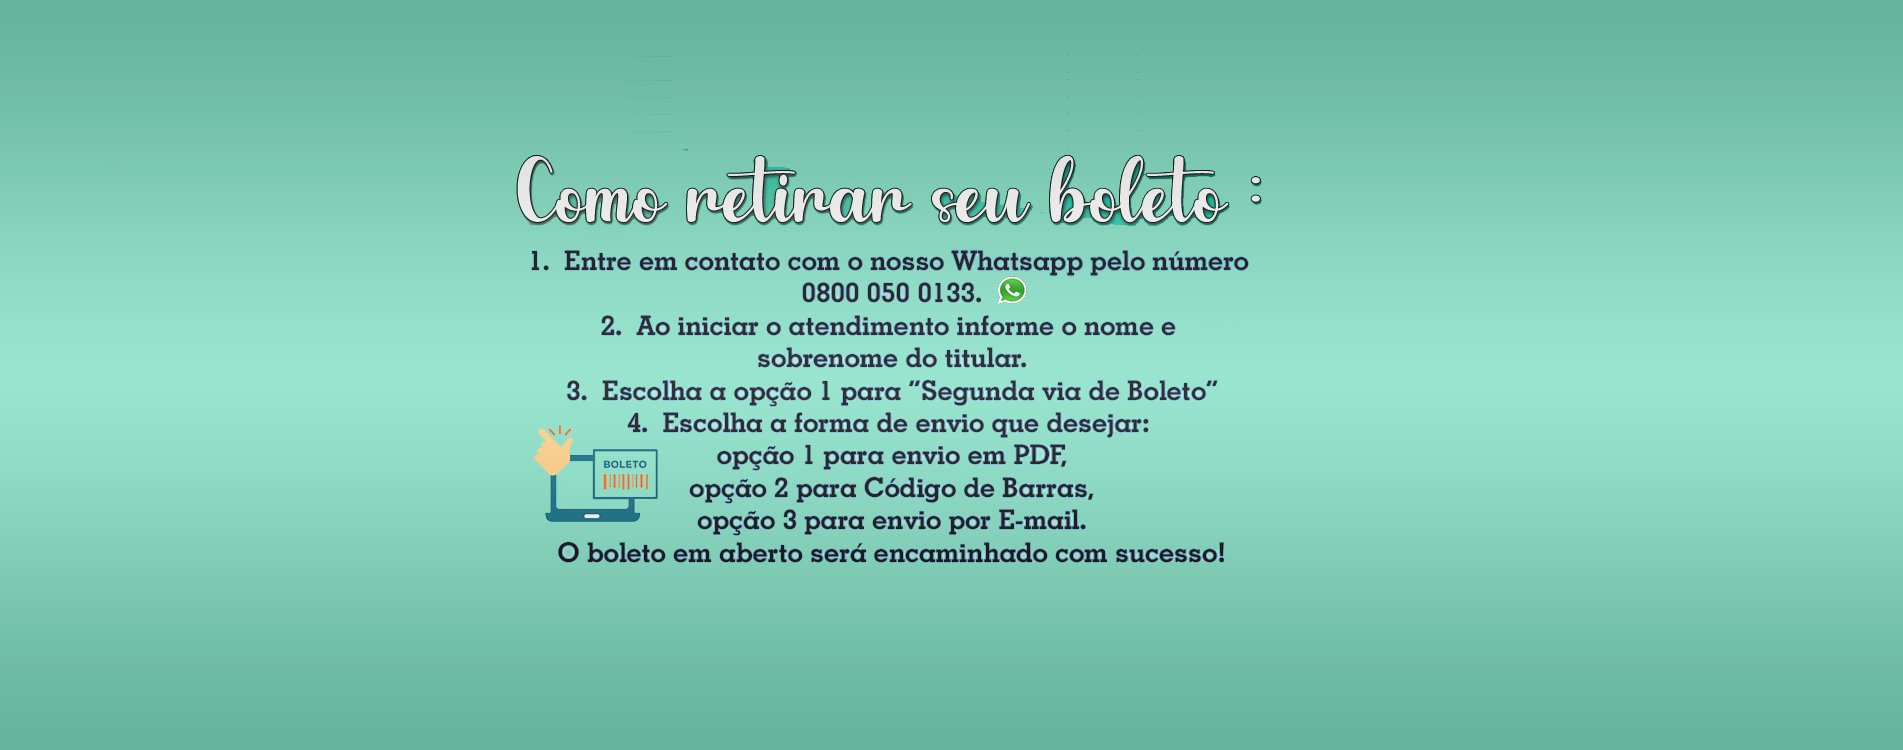 Como retirar seu boleto :
1. Entre em contato com o nosso Whatsapp pelo número
0800 050 0133.
2. Ao iniciar o atendimento informe o nome e
sobrenome do titular.
3. Escolha a opção 1 para “Segunda via de Boleto“
4. Escolha a forma de envio que desejar:
opção 1 para envio em PDF,
BOLETO
opção 2 para Código de Barras,
opção 3 para envio por E-mail.
O boleto em aberto será encaminhado com sucesso!